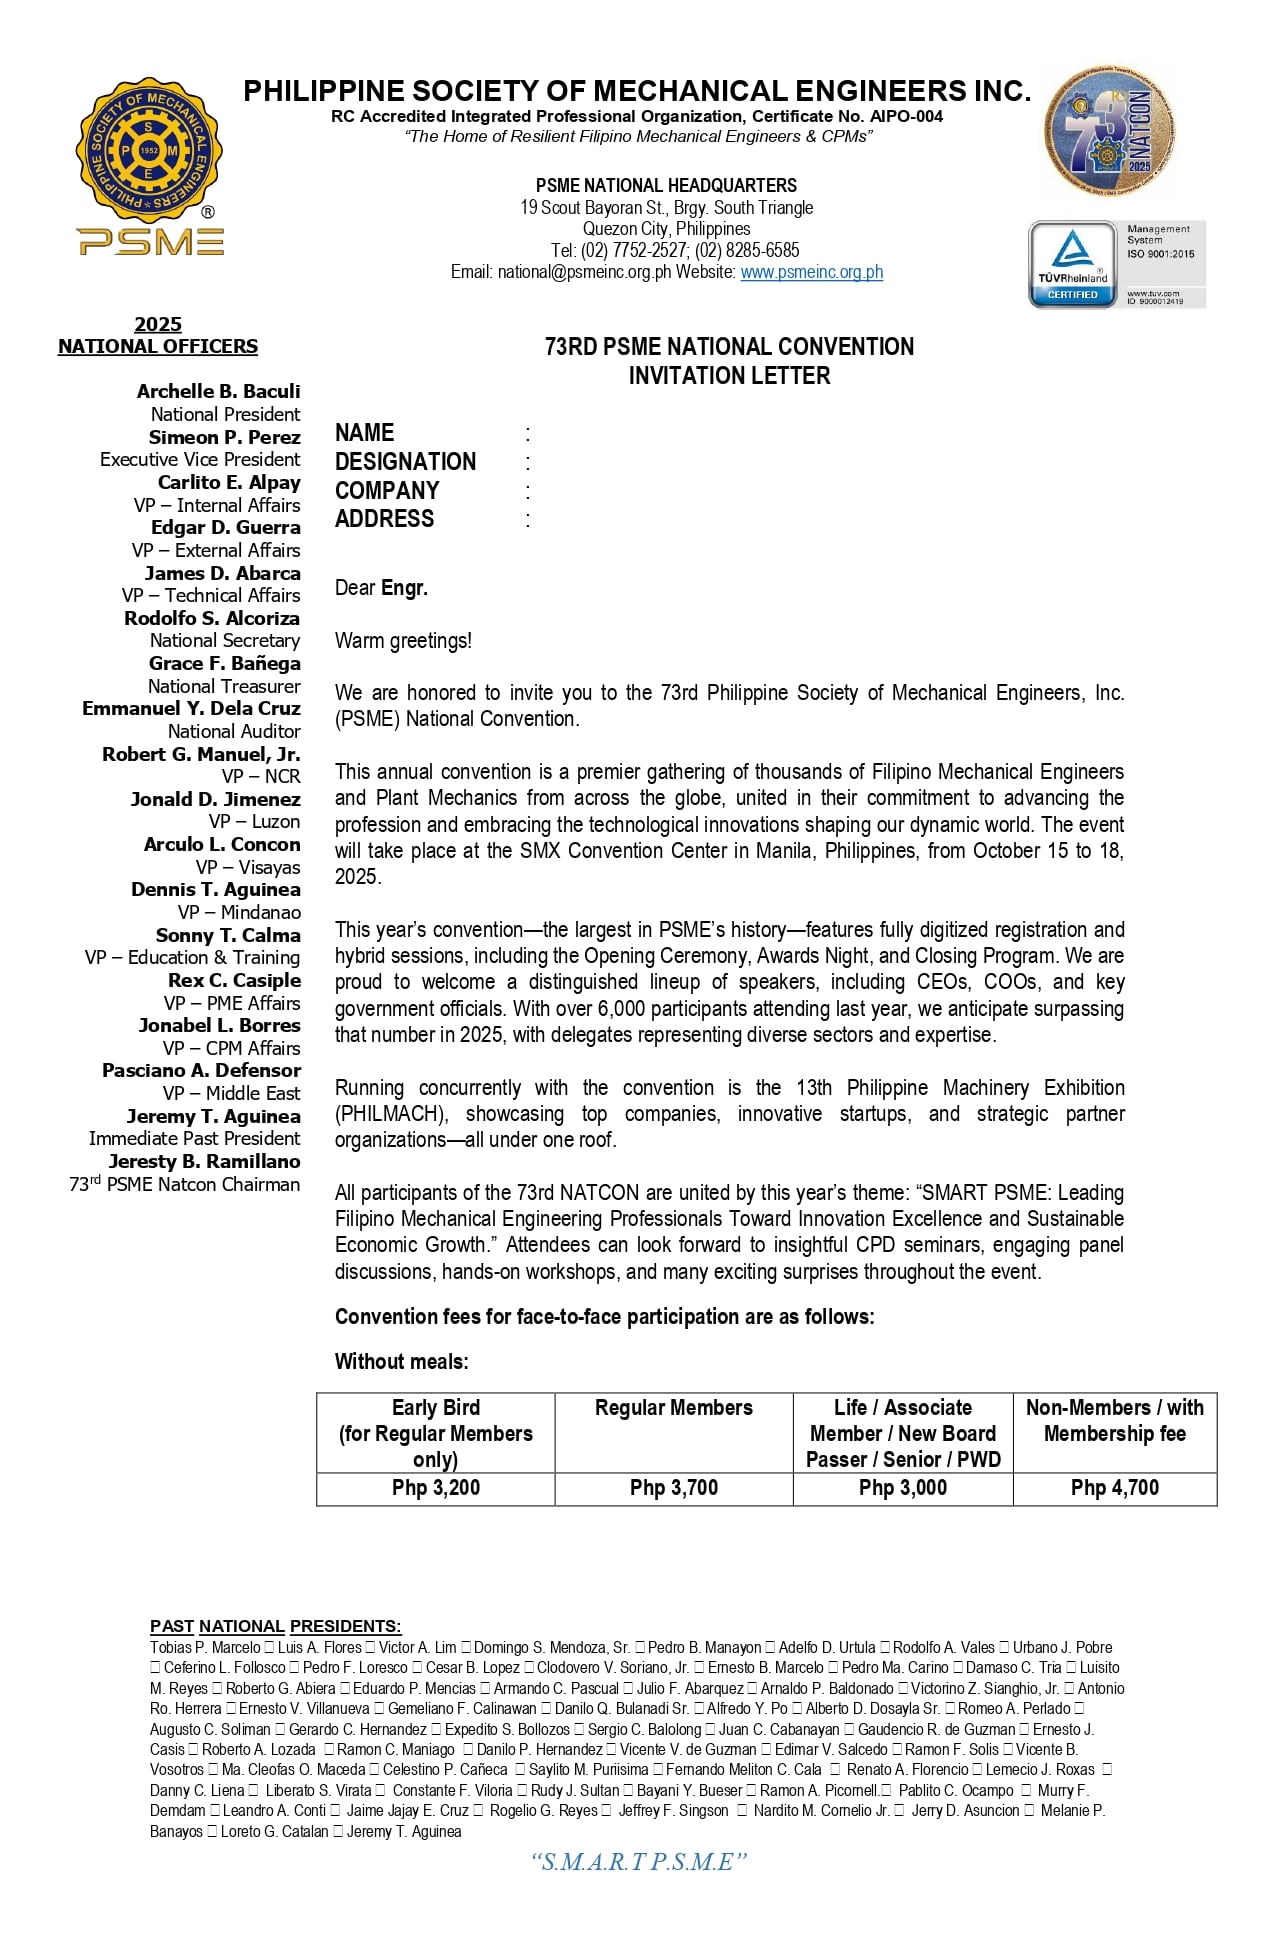 PHILIPPINE SOCIETY OF MECHANICAL ENGINEERS INC.
RC Accredited Integrated Professional Organization, Certificate No. AIPO-004
“The Home of Resilient Filipino Mechanical Engineers & CPMs”
PHILIPPINE SOCIETY OF MECHANICAL ENGINEERS
S
P 1952 M
E
®
PSME
73RD
NATCON
PSME 2025
PSME NATIONAL HEADQUARTERS
19 Scout Bayoran St., Brgy. South Triangle
Quezon City, Philippines
Tel: (02) 7752-2527; (02) 8285-6585
Email: national@psmeinc.org.ph Website: www.psmeinc.org.ph
TÜVRheinland®
CERTIFIED
Management
System
ISO 9001:2015
www.tuv.com
ID 9000012419
2025
NATIONAL OFFICERS
Archelle B. Baculi
National President
Simeon P. Perez
Executive Vice President
Carlito E. Alpay
VP – Internal Affairs
Edgar D. Guerra
VP – External Affairs
James D. Abarca
VP – Technical Affairs
Rodolfo S. Alcoriza
National Secretary
Grace F. Bañega
National Treasurer
Emmanuel Y. Dela Cruz
National Auditor
Robert G. Manuel, Jr.
VP – NCR
Jonald D. Jimenez
VP – Luzon
Arculo L. Concon
VP – Visayas
Dennis T. Aguinea
VP – Mindanao
Sonny T. Calma
VP – Education & Training
Rex C. Casiple
VP – PME Affairs
Jonabel L. Borres
VP – CPM Affairs
Pasciano A. Defensor
VP – Middle East
Jeremy T. Aguinea
Immediate Past President
Jeresty B. Ramillano
73rd PSME Natcon Chairman
73RD PSME NATIONAL CONVENTION
INVITATION LETTER
NAME :
DESIGNATION :
COMPANY :
ADDRESS :
Dear Engr.
Warm greetings!
We are honored to invite you to the 73rd Philippine Society of Mechanical Engineers, Inc.
(PSME) National Convention.
This annual convention is a premier gathering of thousands of Filipino Mechanical Engineers
and Plant Mechanics from across the globe, united in their commitment to advancing the
profession and embracing the technological innovations shaping our dynamic world. The event
will take place at the SMX Convention Center in Manila, Philippines, from October 15 to 18,
2025.
This year’s convention—the largest in PSME’s history—features fully digitized registration and
hybrid sessions, including the Opening Ceremony, Awards Night, and Closing Program. We are
proud to welcome a distinguished lineup of speakers, including CEOs, COOs, and key
government officials. With over 6,000 participants attending last year, we anticipate surpassing
that number in 2025, with delegates representing diverse sectors and expertise.
Running concurrently with the convention is the 13th Philippine Machinery Exhibition
(PHILMACH), showcasing top companies, innovative startups, and strategic partner
organizations—all under one roof.
All participants of the 73rd NATCON are united by this year’s theme: “SMART PSME: Leading
Filipino Mechanical Engineering Professionals Toward Innovation Excellence and Sustainable
Economic Growth.” Attendees can look forward to insightful CPD seminars, engaging panel
discussions, hands-on workshops, and many exciting surprises throughout the event.
Convention fees for face-to-face participation are as follows:
Without meals:
Early Bird
(for Regular Members
only)
Regular Members
Life / Associate
Member / New Board
Passer / Senior / PWD
Non-Members / with
Membership fee
Php 3,200 Php 3,700 Php 3,000 Php 4,700
PAST NATIONAL PRESIDENTS:
Tobias P. Marcelo □ Luis A. Flores □ Victor A. Lim □ Domingo S. Mendoza, Sr. □ Pedro B. Manayon □ Adelfo D. Urtula □ Rodolfo A. Vales □ Urbano J. Pobre
□ Ceferino L. Follosco □ Pedro F. Loresco □ Cesar B. Lopez □ Clodovero V. Soriano, Jr. □ Ernesto B. Marcelo □ Pedro Ma. Carino □ Damaso C. Tria □ Luisito
M. Reyes □ Roberto G. Abiera □ Eduardo P. Mencias □ Armando C. Pascual □ Julio F. Abarquez □ Arnaldo P. Baldonado □ Victorino Z. Sianghio, Jr. □ Antonio
Ro. Herrera □ Ernesto V. Villanueva □ Gemeliano F. Calinawan □ Danilo Q. Bulanadi Sr. □ Alfredo Y. Po □ Alberto D. Dosayla Sr. □ Romeo A. Perlado □
Augusto C. Soliman □ Gerardo C. Hernandez □ Expedito S. Bollozos □ Sergio C. Balolong □ Juan C. Cabanayan □ Gaudencio R. de Guzman □ Ernesto J.
Casis □ Roberto A. Lozada □ Ramon C. Maniago □ Danilo P. Hernandez □ Vicente V. de Guzman □ Edimar V. Salcedo □ Ramon F. Solis □ Vicente B.
Vosotros □ Ma. Cleofas O. Maceda □ Celestino P. Cañeca □ Saylito M. Puriisima □ Fernando Meliton C. Cala □ Renato A. Florencio □ Lemecio J. Roxas □
Danny C. Liena □ Liberato S. Virata □ Constante F. Viloria □ Rudy J. Sultan □ Bayani Y. Bueser □ Ramon A. Picornell.□ Pablito C. Ocampo □ Murry F.
Demdam □ Leandro A. Conti □ Jaime Jajay E. Cruz □ Rogelio G. Reyes □ Jeffrey F. Singson □ Nardito M. Cornelio Jr. □ Jerry D. Asuncion □ Melanie P.
Banayos □ Loreto G. Catalan □ Jeremy T. Aguinea
“S.M.A.R.T P.S.M.E”